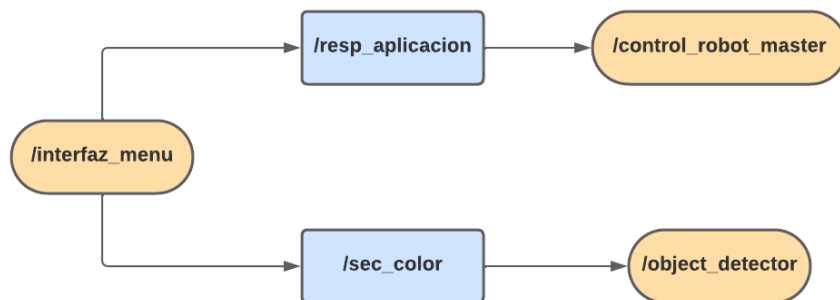 /resp_aplicacion
/control_robot_master
/interfaz_menu
/sec_color
/object_detector